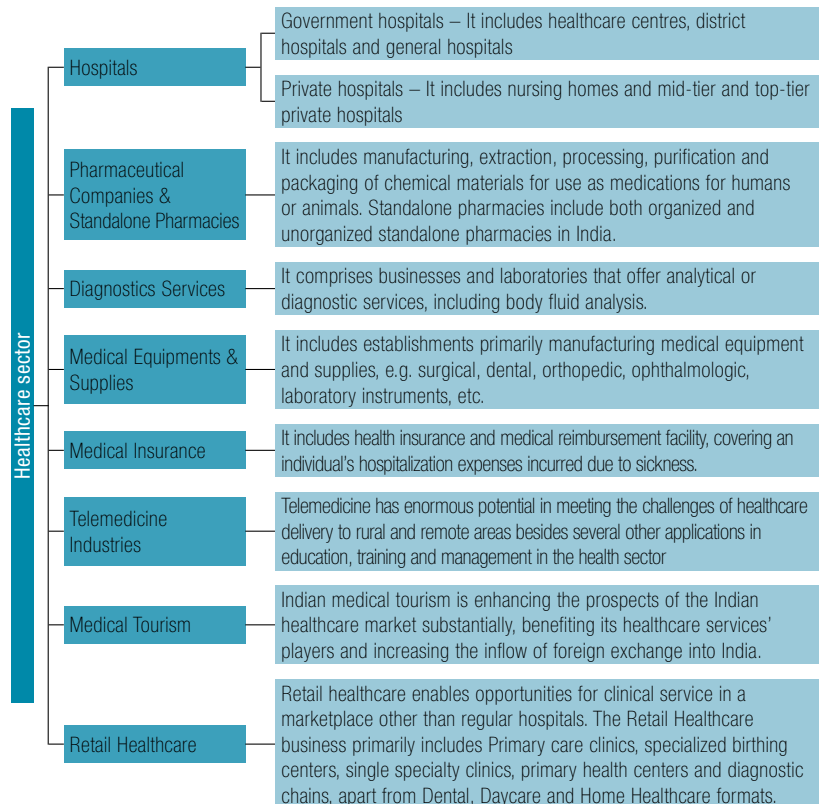 Healthcare sector
Hospitals
Government hospitals – It includes healthcare centres, district
hospitals and general hospitals
Private hospitals – It includes nursing homes and mid-tier and top-tier
private hospitals
Pharmaceutical
Companies &
Standalone Pharmacies
It includes manufacturing, extraction, processing, purification and
packaging of chemical materials for use as medications for humans
or animals. Standalone pharmacies include both organized and
unorganized standalone pharmacies in India.
Diagnostics Services
It comprises businesses and laboratories that offer analytical or
diagnostic services, including body fluid analysis.
Medical Equipments &
Supplies
It includes establishments primarily manufacturing medical equipment
and supplies, e.g. surgical, dental, orthopedic, ophthalmologic,
laboratory instruments, etc.
Medical Insurance
It includes health insurance and medical reimbursement facility, covering an
individual's hospitalization expenses incurred due to sickness.
Telemedicine
Industries
Telemedicine has enormous potential in meeting the challenges of healthcare
delivery to rural and remote areas besides several other applications in
education, training and management in the health sector
Medical Tourism
Indian medical tourism is enhancing the prospects of the Indian
healthcare market substantially, benefiting its healthcare services'
players and increasing the inflow of foreign exchange into India.
Retail Healthcare
Retail healthcare enables opportunities for clinical service in a
marketplace other than regular hospitals. The Retail Healthcare
business primarily includes Primary care clinics, specialized birthing
centers, single specialty clinics, primary health centers and diagnostic
chains, apart from Dental, Daycare and Home Healthcare formats.